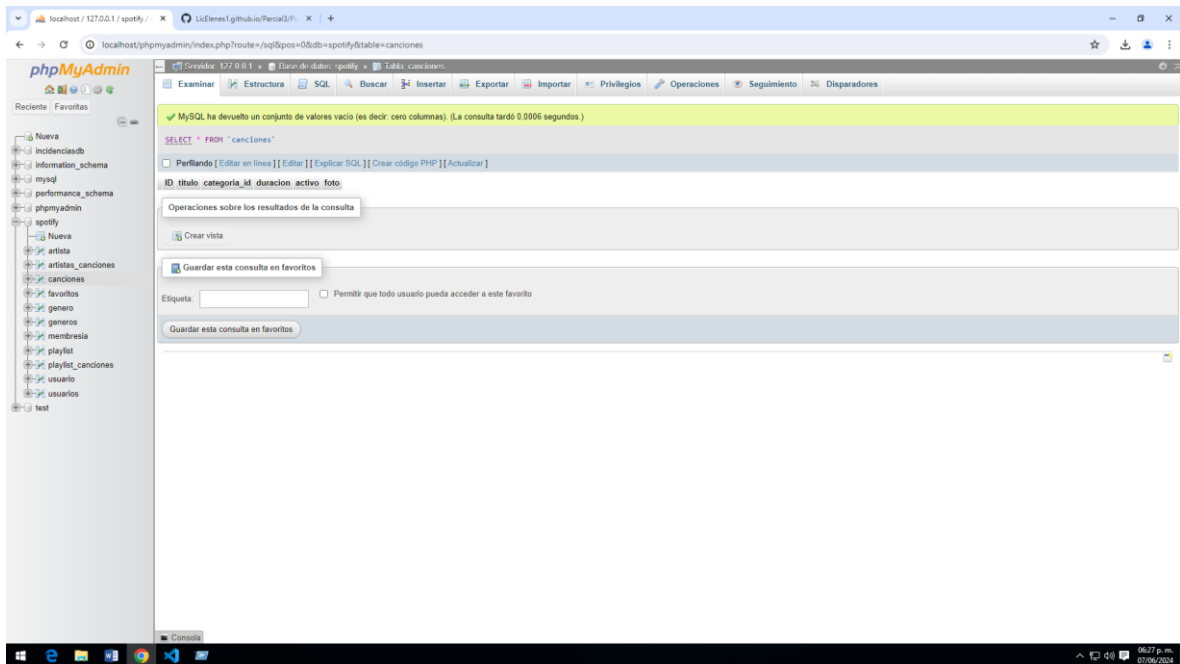 localhost / 127.0.0.1 / spotify /
LicElenes1.github.io/Parcial3/
localhost/phpmyadmin/index.php?route=/sql&pos=0&db=spotify&table=canciones
phpMyAdmin
Reciente Favoritas
Nueva
incidenciasdb
information_schema
mysql
performance_schema
phpmyadmin
spotify
Nueva
artista
artistas_canciones
canciones
favoritos
genero
generos
membresia
playlist
playlist_canciones
usuario
usuarios
test
Servidor: 127.0.0.1 » Base de datos: spotify » Tabla: canciones
Examinar Estructura SQL Buscar Insertar Exportar Importar Privilegios Operaciones Seguimiento Disparadores
MySQL ha devuelto un conjunto de valores vacío (es decir: cero columnas). (La consulta tardó 0,0006 segundos.)
SELECT * FROM `canciones`
Perfilando [ Editar en línea ] [ Editar ] [ Explicar SQL ] [ Crear código PHP ] [ Actualizar ]
ID titulo categoria_id duracion activo foto
Operaciones sobre los resultados de la consulta
Crear vista
Guardar esta consulta en favoritos
Etiqueta: Permitir que todo usuario pueda acceder a este favorito
Guardar esta consulta en favoritos
Consola
06:27 p. m.
07/06/2024